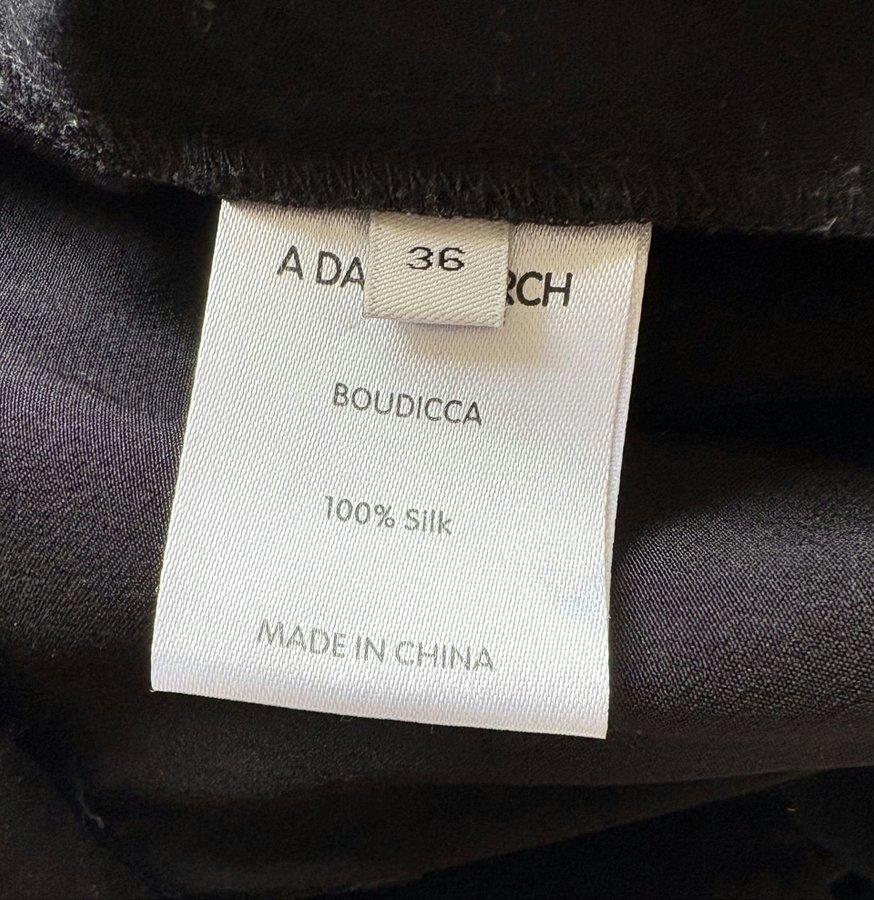 36
A DA RCH
BOUDICCA
100% Silk
MADE IN CHINA